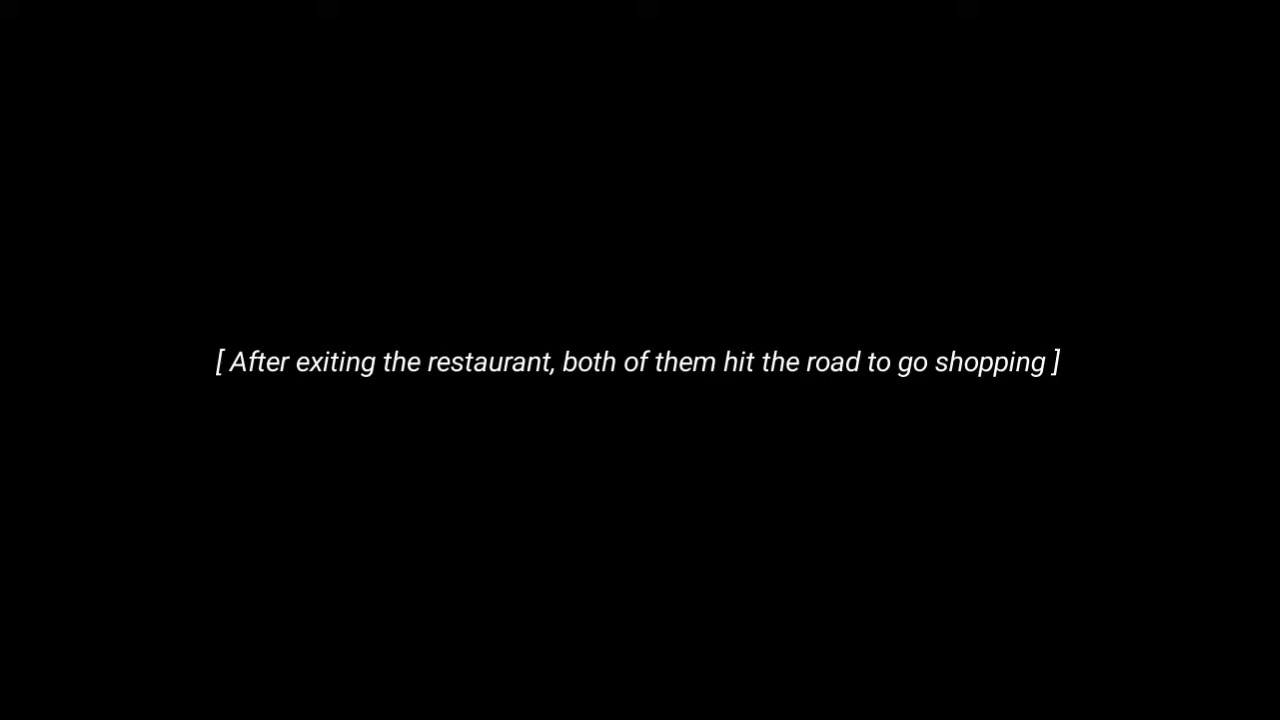 [ After exiting the restaurant, both of them hit the road to go shopping ]